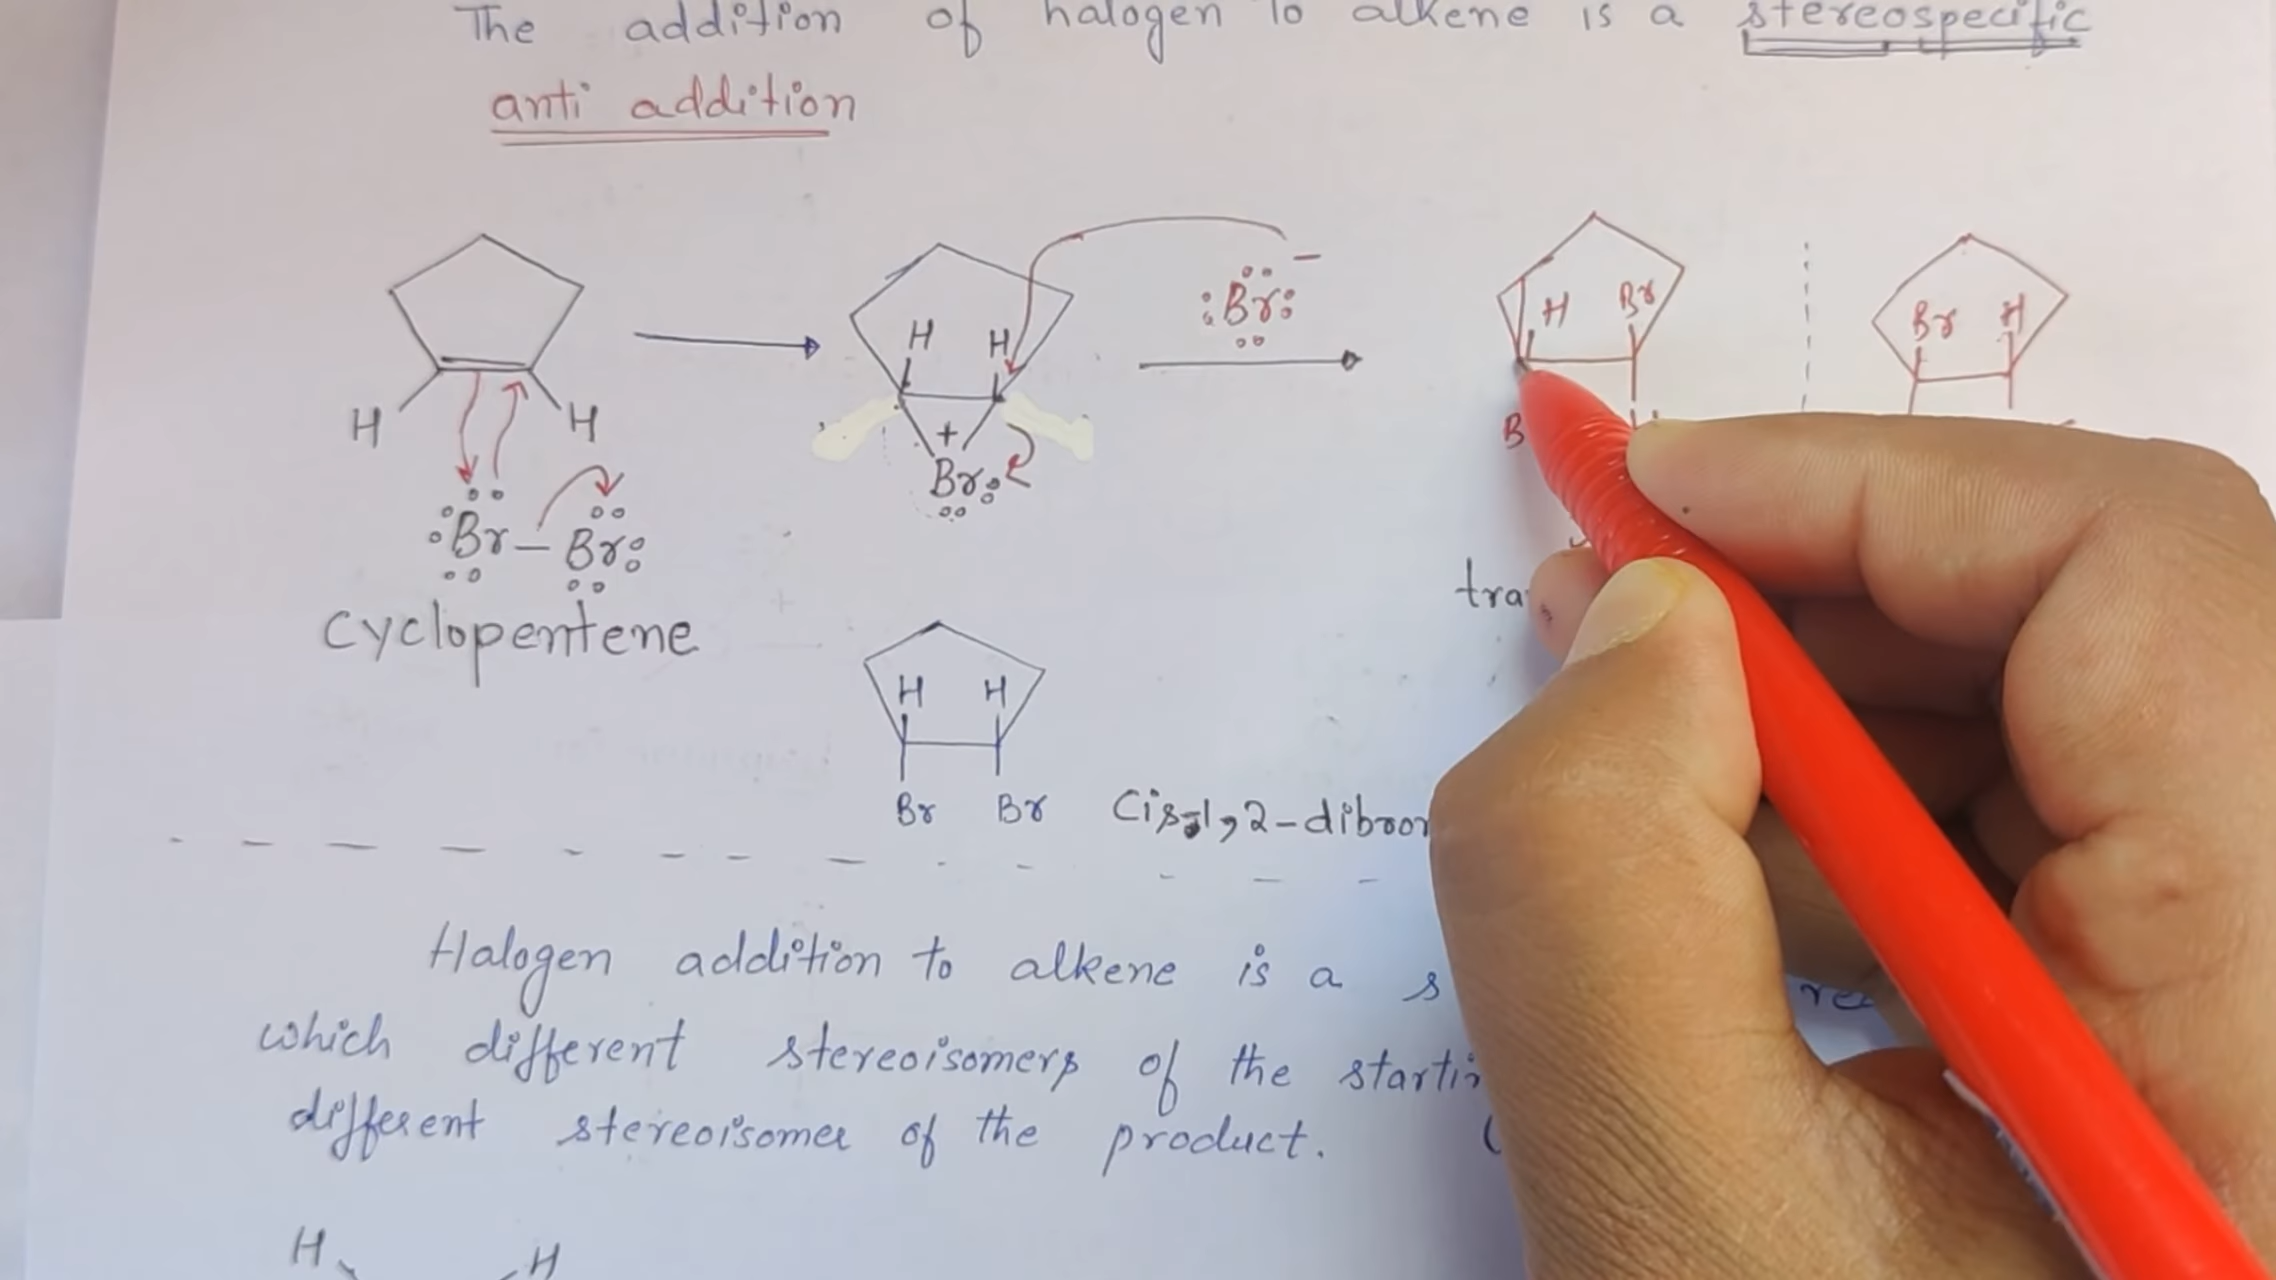 The addition of halogen to alkene is a stereospecific
anti addition
H H
Br – Br
cyclopentene
H H
+
Br
Br –
H Br
B
Br H
tra
H H
Br Br
Cis-1,2-dibro
Halogen addition to alkene is a s
which different stereoisomers of the starti
different stereoisomer of the product. (
H H